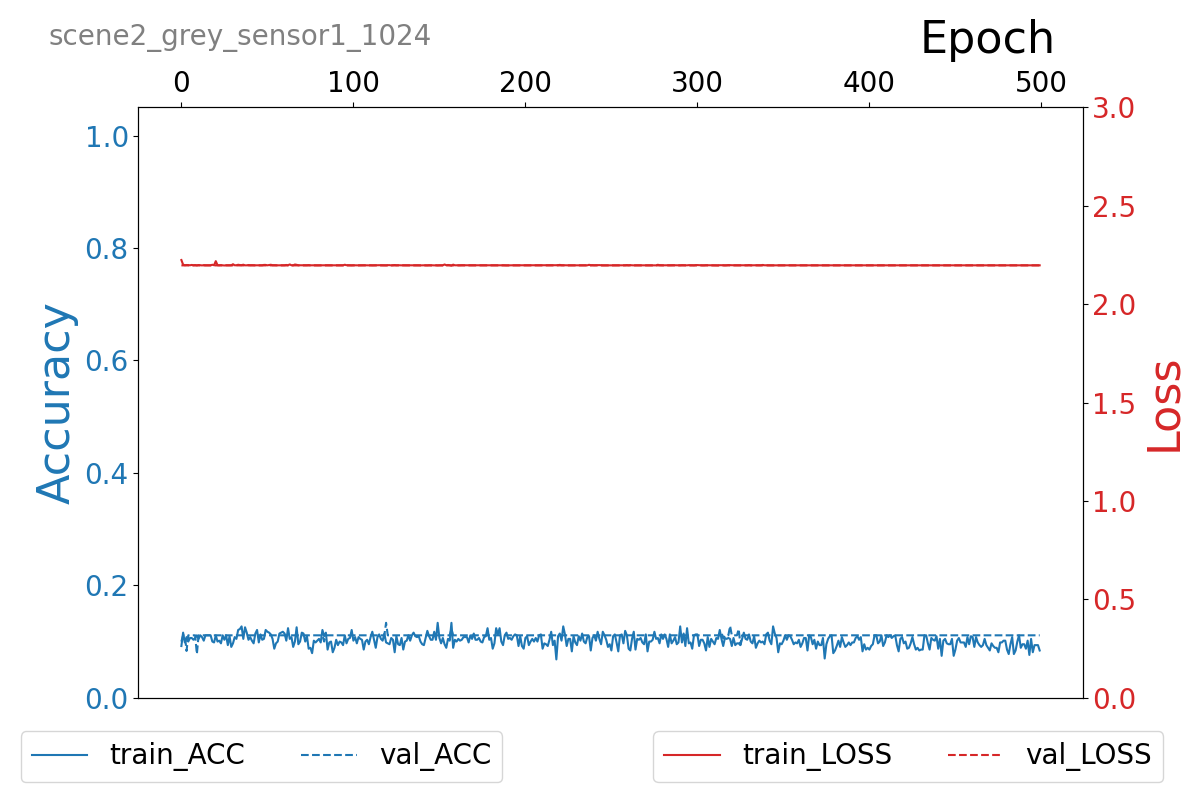 scene2_grey_sensor1_1024
Epoch
0 100 200 300 400 500
1.0
0.8
0.6
0.4
0.2
0.0
Accuracy
3.0
2.5
2.0
1.5
1.0
0.5
0.0
Loss
train_ACC val_ACC
train_LOSS val_LOSS